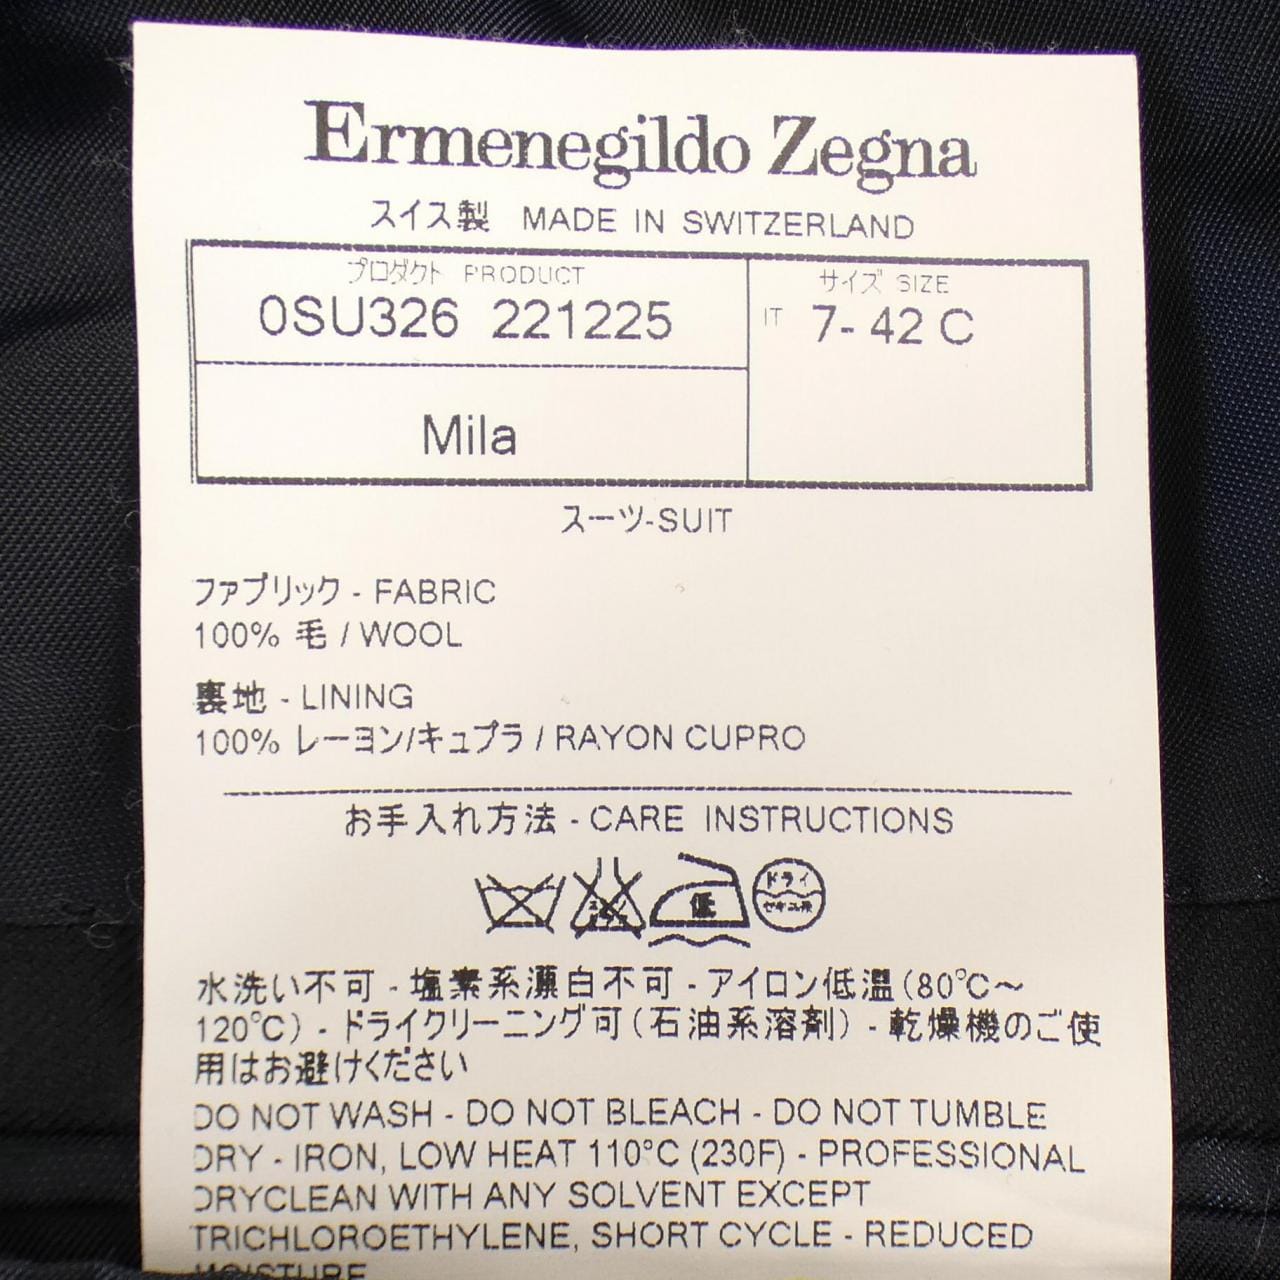 Ermenegildo Zegna
スイス製 MADE IN SWITZERLAND
プロダクト PRODUCT
0SU326 221225
サイズ SIZE
IT 7- 42 C
Mila
スーツ-SUIT
ファブリック - FABRIC
100% 毛 / WOOL
裏地 - LINING
100% レーヨン/キュプラ / RAYON CUPRO
お手入れ方法 - CARE INSTRUCTIONS
低
ドライ
セキユ系
水洗い不可 - 塩素系漂白不可 - アイロン低温(80℃〜
120℃) - ドライクリーニング可(石油系溶剤) - 乾燥機のご使
用はお避けください
DO NOT WASH - DO NOT BLEACH - DO NOT TUMBLE
DRY - IRON, LOW HEAT 110°C (230F) - PROFESSIONAL
DRYCLEAN WITH ANY SOLVENT EXCEPT
TRICHLOROETHYLENE, SHORT CYCLE - REDUCED
MOISTURE